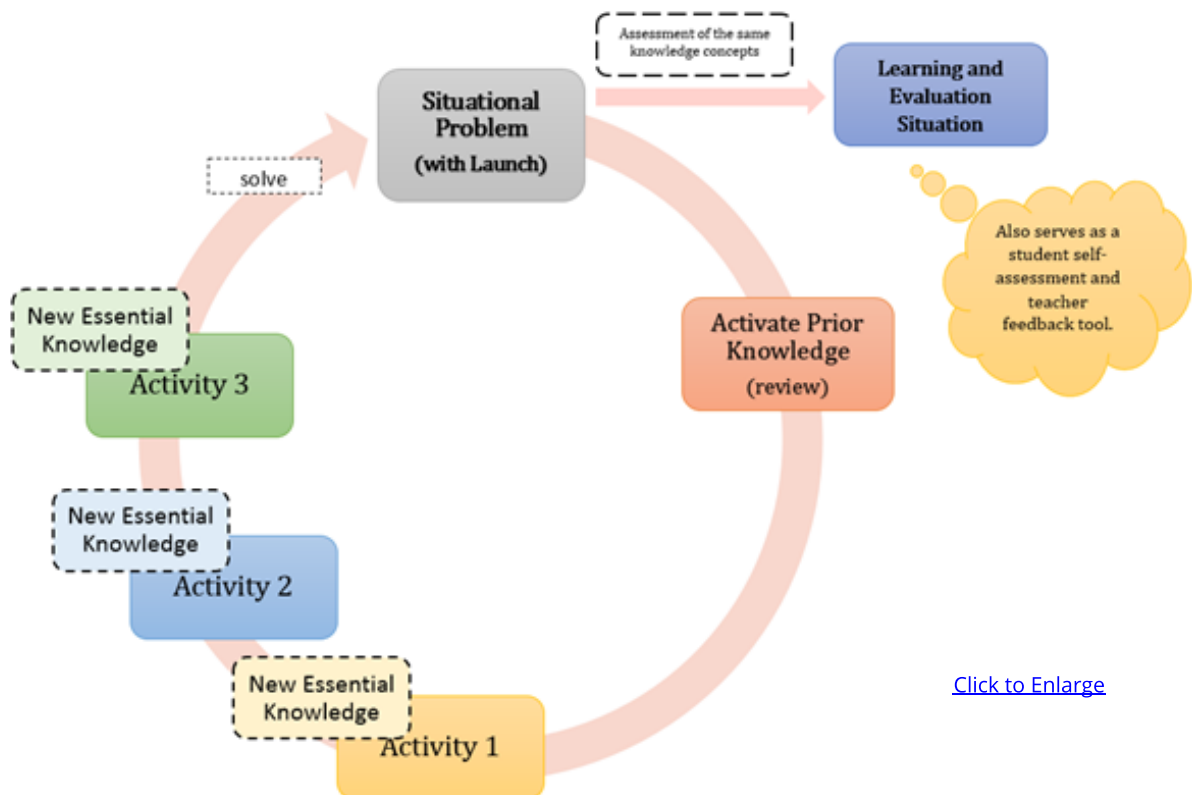 Assessment of the same
knowledge concepts
Learning and
Evaluation
Situation
Situational
Problem
(with Launch)
solve
Also serves as a
student self-
assessment and
teacher
feedback tool.
New Essential
Knowledge
Activity 3
Activate Prior
Knowledge
(review)
New Essential
Knowledge
Activity 2
New Essential
Knowledge
Activity 1
Click to Enlarge